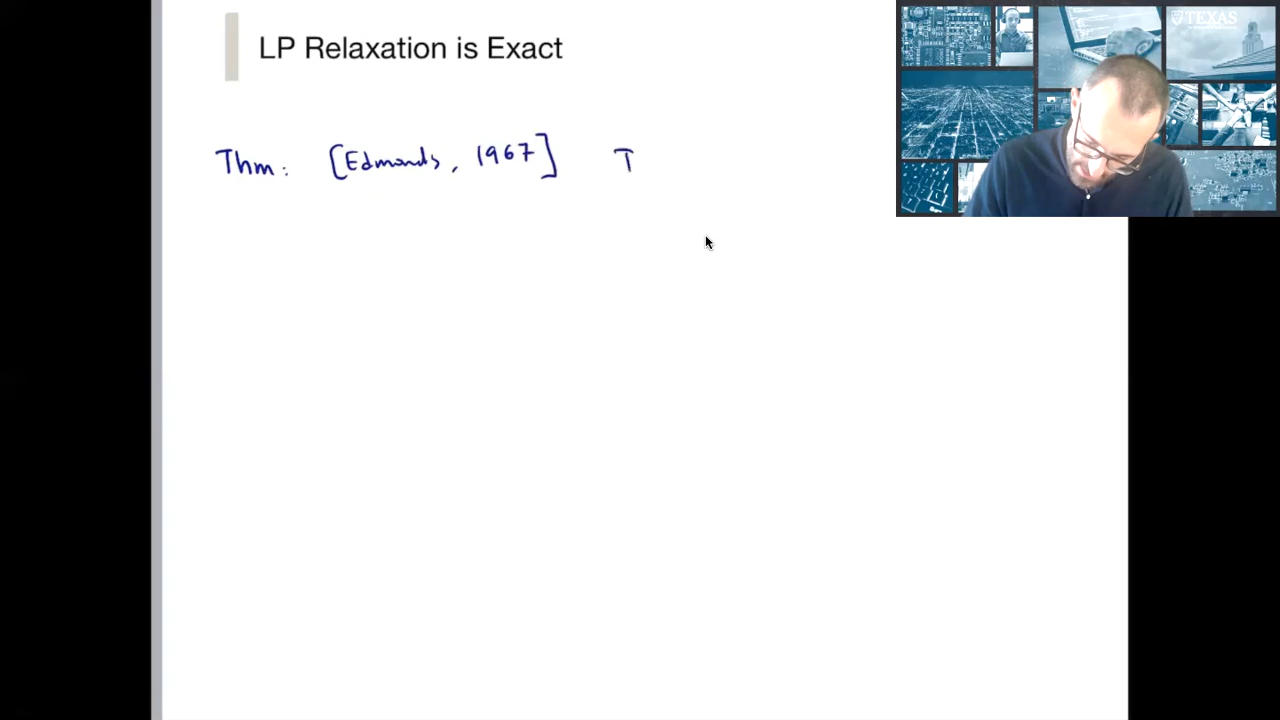 LP Relaxation is Exact
Thm: [Edmonds, 1967] T
TEXAS